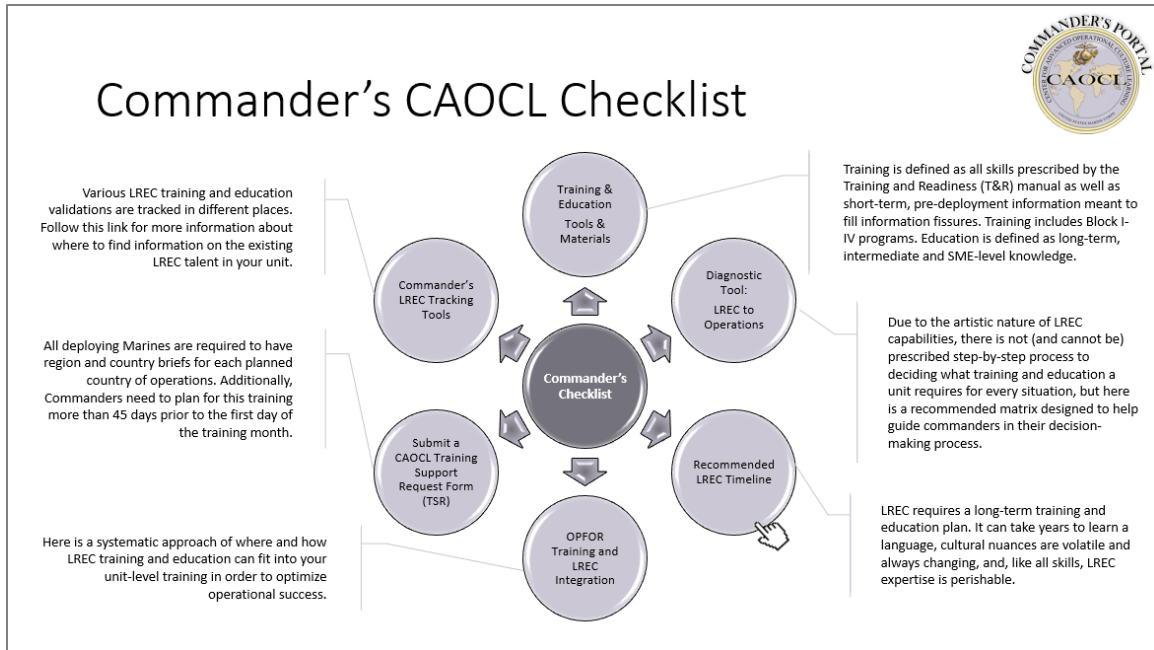 COMMANDER'S PORTAL
CENTER FOR ADVANCED OPERATIONAL CULTURE LEARNING
CAOCL
UNITED STATES MARINE CORPS
Commander's CAOCL Checklist
Various LREC training and education
validations are tracked in different places.
Follow this link for more information about
where to find information on the existing
LREC talent in your unit.
All deploying Marines are required to have
region and country briefs for each planned
country of operations. Additionally,
Commanders need to plan for this training
more than 45 days prior to the first day of
the training month.
Here is a systematic approach of where and how
LREC training and education can fit into your
unit-level training in order to optimize
operational success.
Training &
Education
Tools &
Materials
Commander's
LREC Tracking
Tools
Diagnostic
Tool:
LREC to
Operations
Commander's
Checklist
Submit a
CAOCL Training
Support
Request Form
(TSR)
Recommended
LREC Timeline
OPFOR
Training and
LREC
Integration
Training is defined as all skills prescribed by the
Training and Readiness (T&R) manual as well as
short-term, pre-deployment information meant to
fill information fissures. Training includes Block I-
IV programs. Education is defined as long-term,
intermediate and SME-level knowledge.
Due to the artistic nature of LREC
capabilities, there is not (and cannot be)
prescribed step-by-step process to
deciding what training and education a
unit requires for every situation, but here
is a recommended matrix designed to help
guide commanders in their decision-
making process.
LREC requires a long-term training and
education plan. It can take years to learn a
language, cultural nuances are volatile and
always changing, and, like all skills, LREC
expertise is perishable.